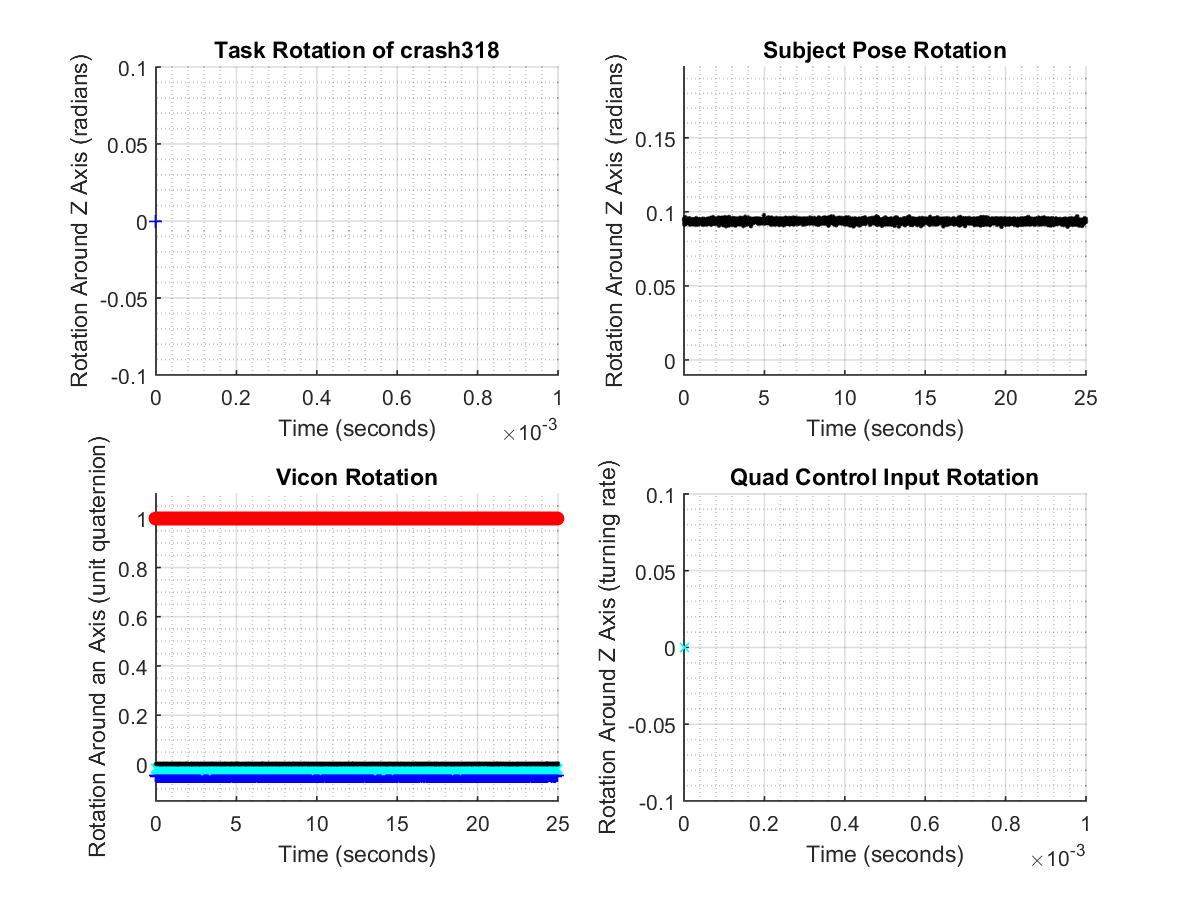 Task Rotation of crash318
Rotation Around Z Axis (radians)
0.1
0.05
0
-0.05
-0.1
0 0.2 0.4 0.6 0.8 1
Time (seconds)
×10-3
Subject Pose Rotation
Rotation Around Z Axis (radians)
0.15
0.1
0.05
0
0 5 10 15 20 25
Time (seconds)
Vicon Rotation
Rotation Around an Axis (unit quaternion)
1
0.8
0.6
0.4
0.2
0
0 5 10 15 20 25
Time (seconds)
Quad Control Input Rotation
Rotation Around Z Axis (turning rate)
0.1
0.05
0
-0.05
-0.1
0 0.2 0.4 0.6 0.8 1
Time (seconds)
×10-3